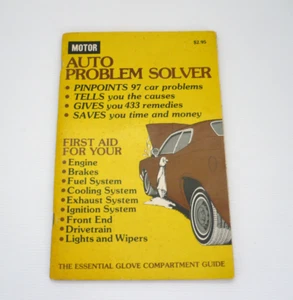 MOTOR
$2.95
AUTO
PROBLEM SOLVER
• PINPOINTS 97 car problems
• TELLS you the causes
• GIVES you 433 remedies
• SAVES you time and money
FIRST AID
FOR YOUR
• Engine
• Brakes
• Fuel System
• Cooling System
• Exhaust System
• Ignition System
• Front End
• Drivetrain
• Lights and Wipers
THE ESSENTIAL GLOVE COMPARTMENT GUIDE